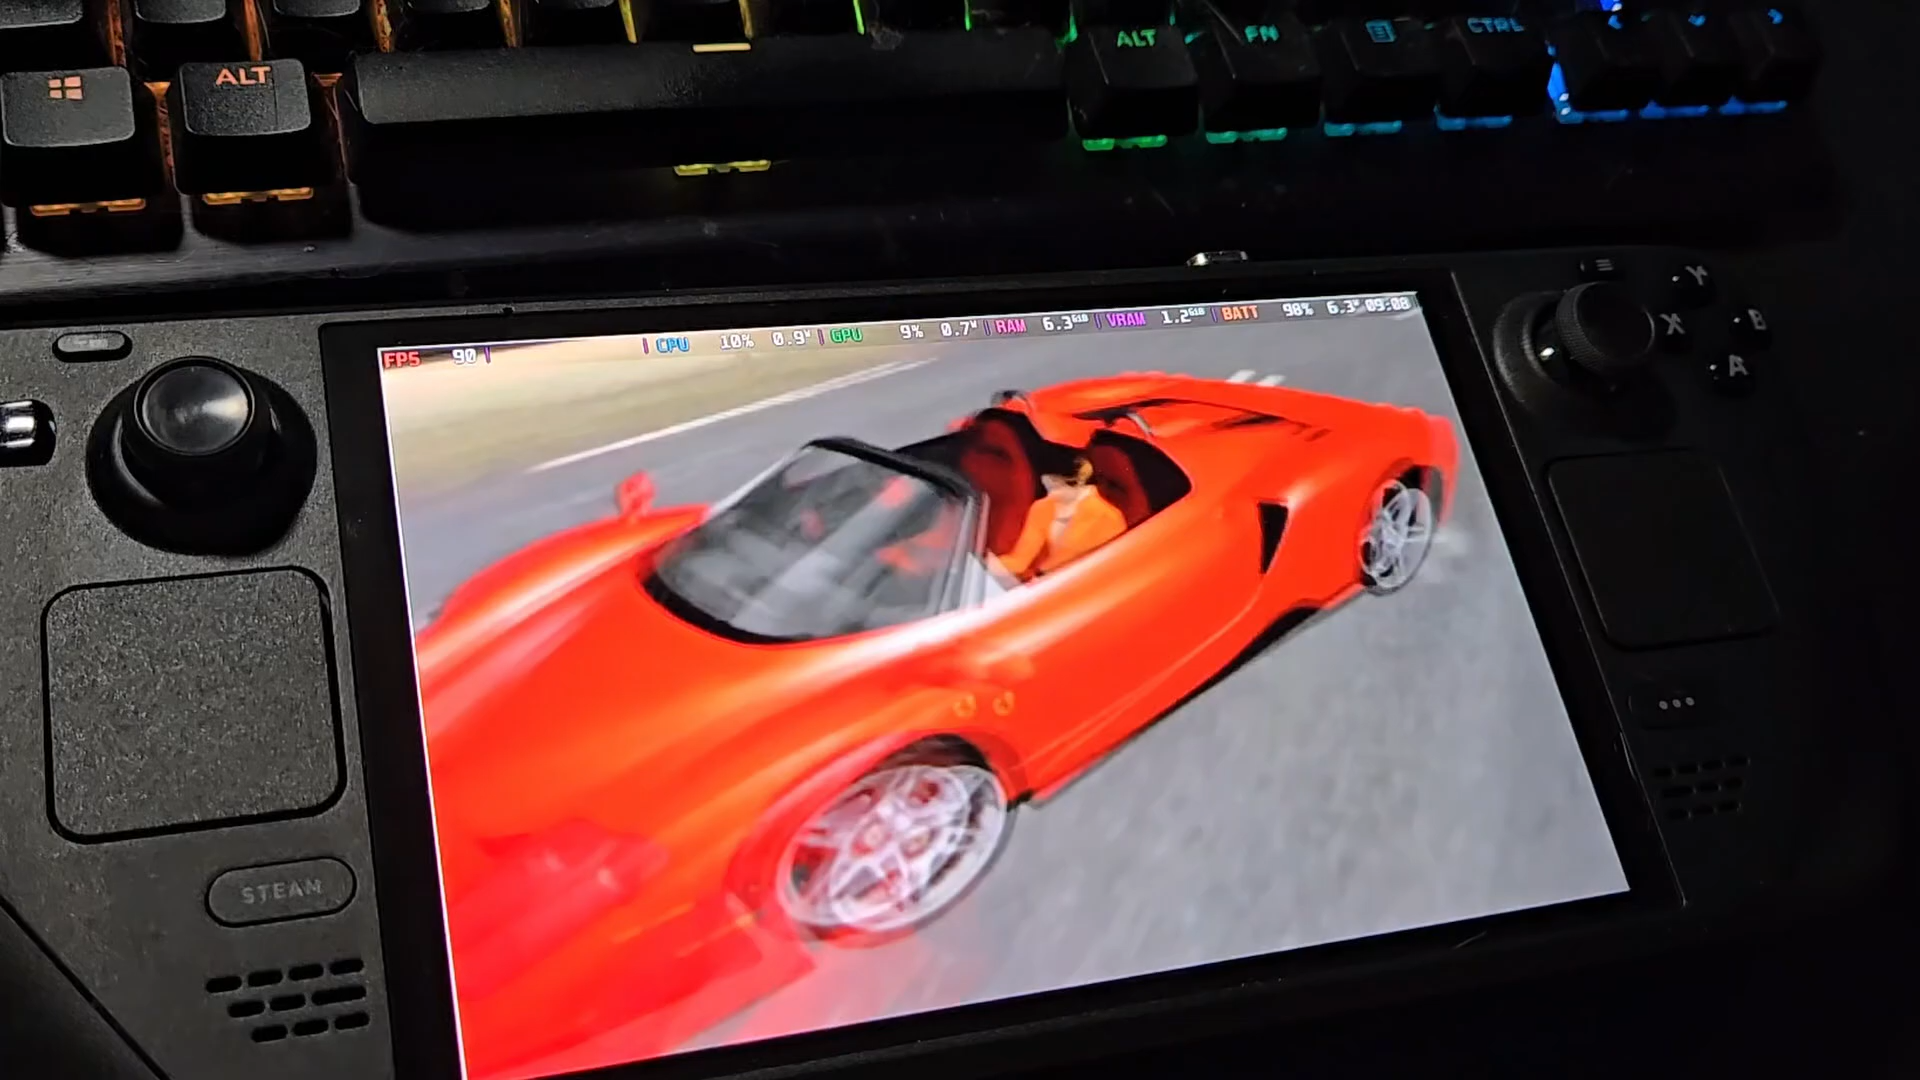 ALT FN CTRL
ALT
FPS 90 | CPU 10% 0.9W | GPU 9% 0.7W | RAM 6.3GiB | VRAM 1.2GiB | BATT 98% 6.3W 09:08
Y
X B
A
STEAM